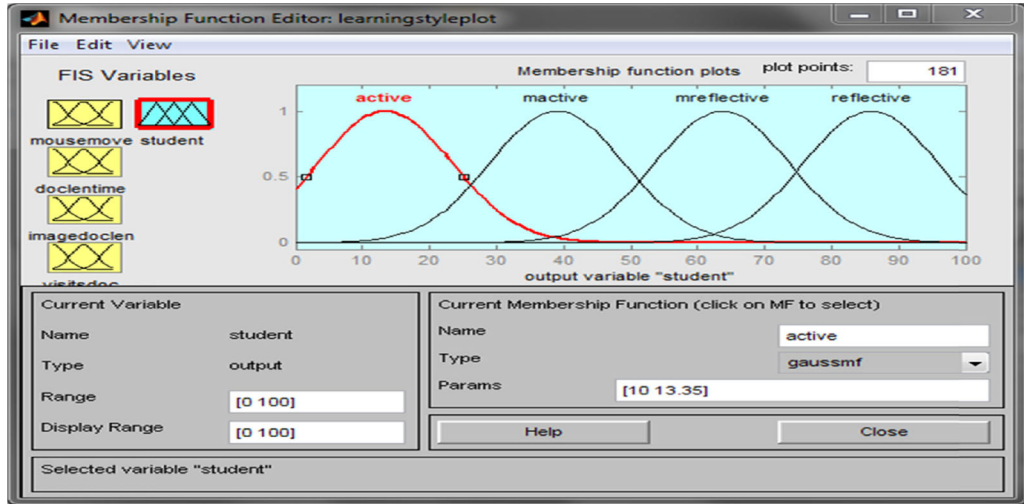 Membership Function Editor: learningstyleplot
File Edit View
FIS Variables
mousemove student
doclentime
imagedoclen
visitsdoc
Membership function plots plot points: 181
active mactive mreflective reflective
1
0.5
0
0 10 20 30 40 50 60 70 80 90 100
output variable "student"
Current Variable
Name student
Type output
Range [0 100]
Display Range [0 100]
Current Membership Function (click on MF to select)
Name active
Type gaussmf
Params [10 13.35]
Help Close
Selected variable "student"